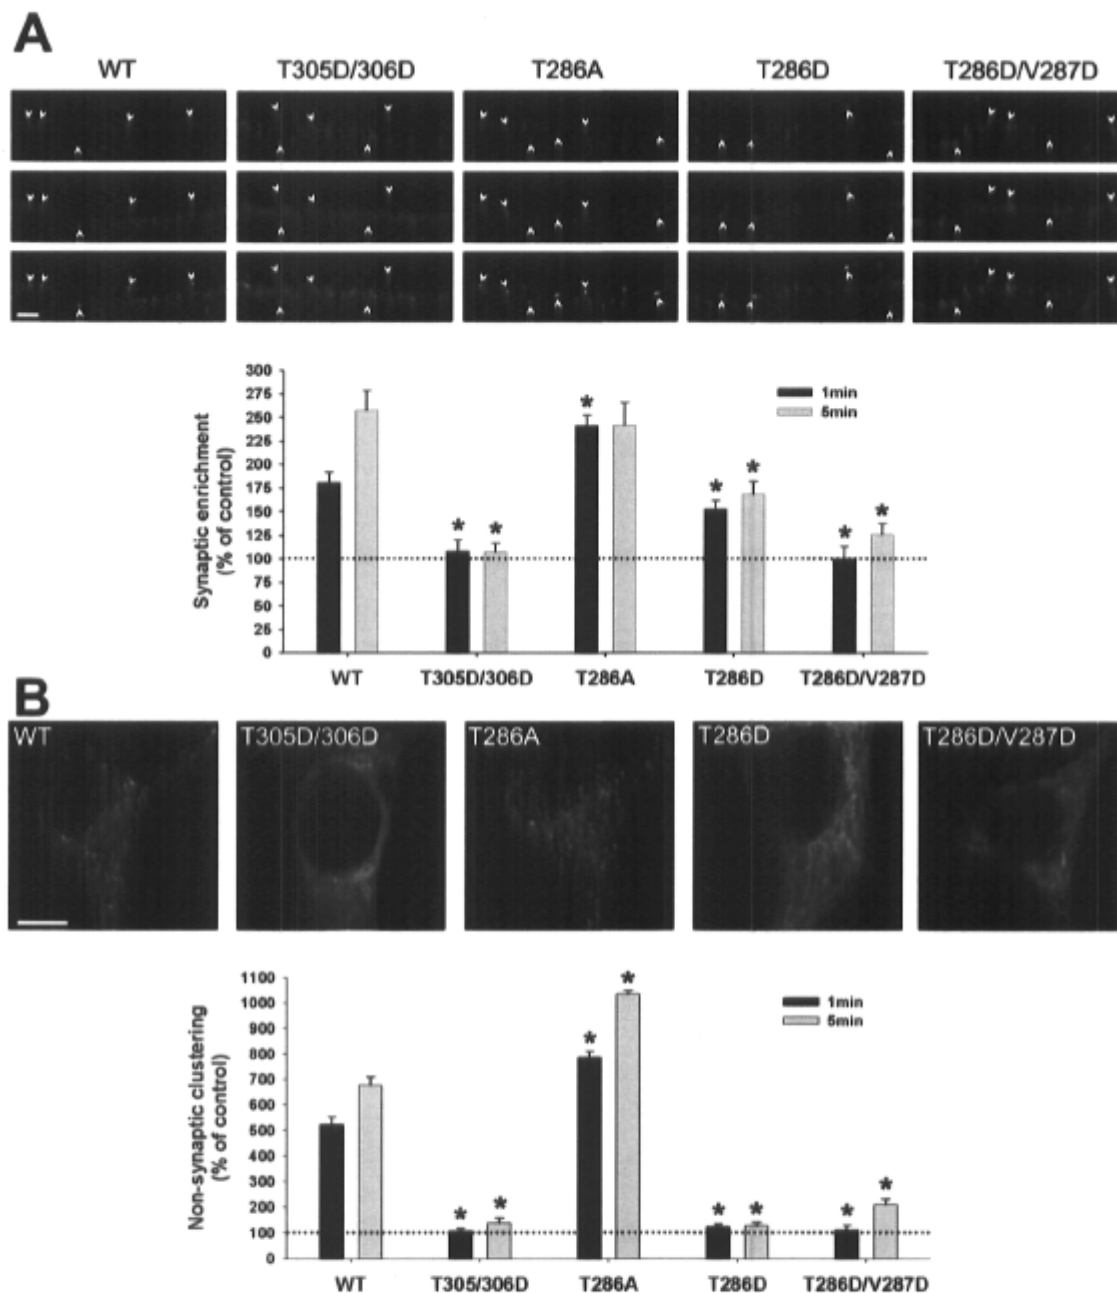 A
WT T305D/306D T286A T286D T286D/V287D
300
275
250
225
200
175
150
125
100
75
50
25
0
Synaptic enrichment
(% of control)
1min
5min
* * * * * * *
WT T305D/306D T286A T286D T286D/V287D
B
WT T305D/306D T286A T286D T286D/V287D
1100
1000
900
800
700
600
500
400
300
200
100
0
Non-synaptic clustering
(% of control)
1min
5min
* * * * * * * *
WT T305/306D T286A T286D T286D/V287D